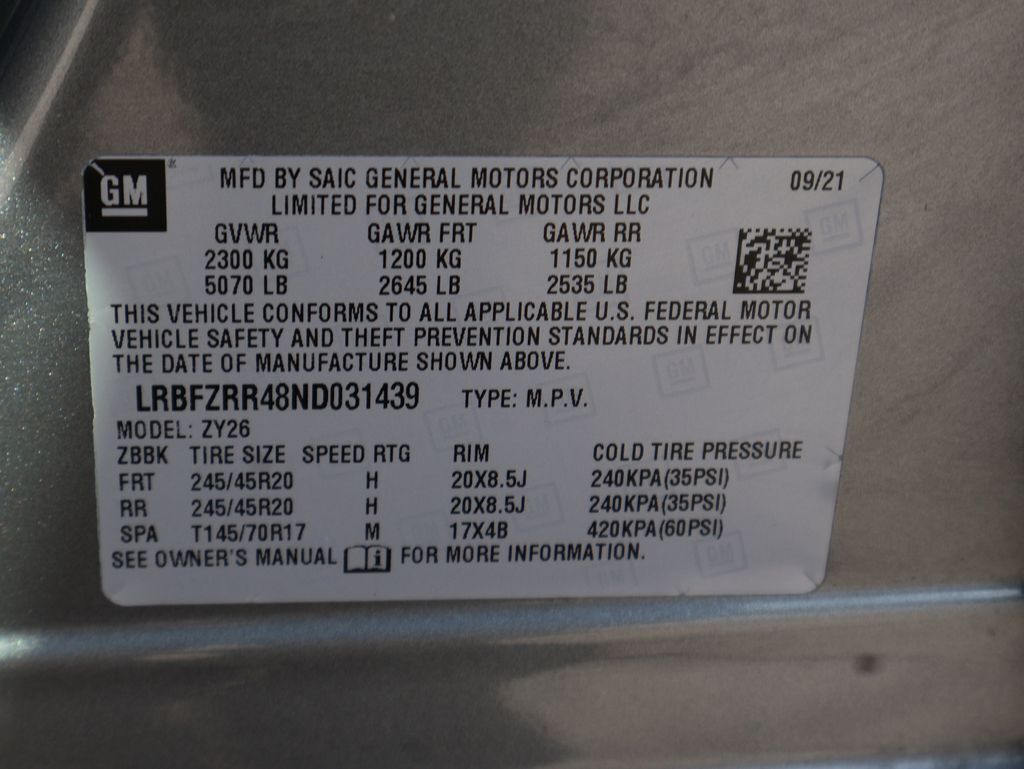 GM
MFD BY SAIC GENERAL MOTORS CORPORATION 09/21
LIMITED FOR GENERAL MOTORS LLC
GVWR GAWR FRT GAWR RR
2300 KG 1200 KG 1150 KG
5070 LB 2645 LB 2535 LB
THIS VEHICLE CONFORMS TO ALL APPLICABLE U.S. FEDERAL MOTOR
VEHICLE SAFETY AND THEFT PREVENTION STANDARDS IN EFFECT ON
THE DATE OF MANUFACTURE SHOWN ABOVE.
LRBFZRR48ND031439 TYPE: M.P.V.
MODEL: ZY26
ZBBK TIRE SIZE SPEED RTG RIM COLD TIRE PRESSURE
FRT 245/45R20 H 20X8.5J 240KPA(35PSI)
RR 245/45R20 H 20X8.5J 240KPA(35PSI)
SPA T145/70R17 M 17X4B 420KPA(60PSI)
SEE OWNER'S MANUAL FOR MORE INFORMATION.